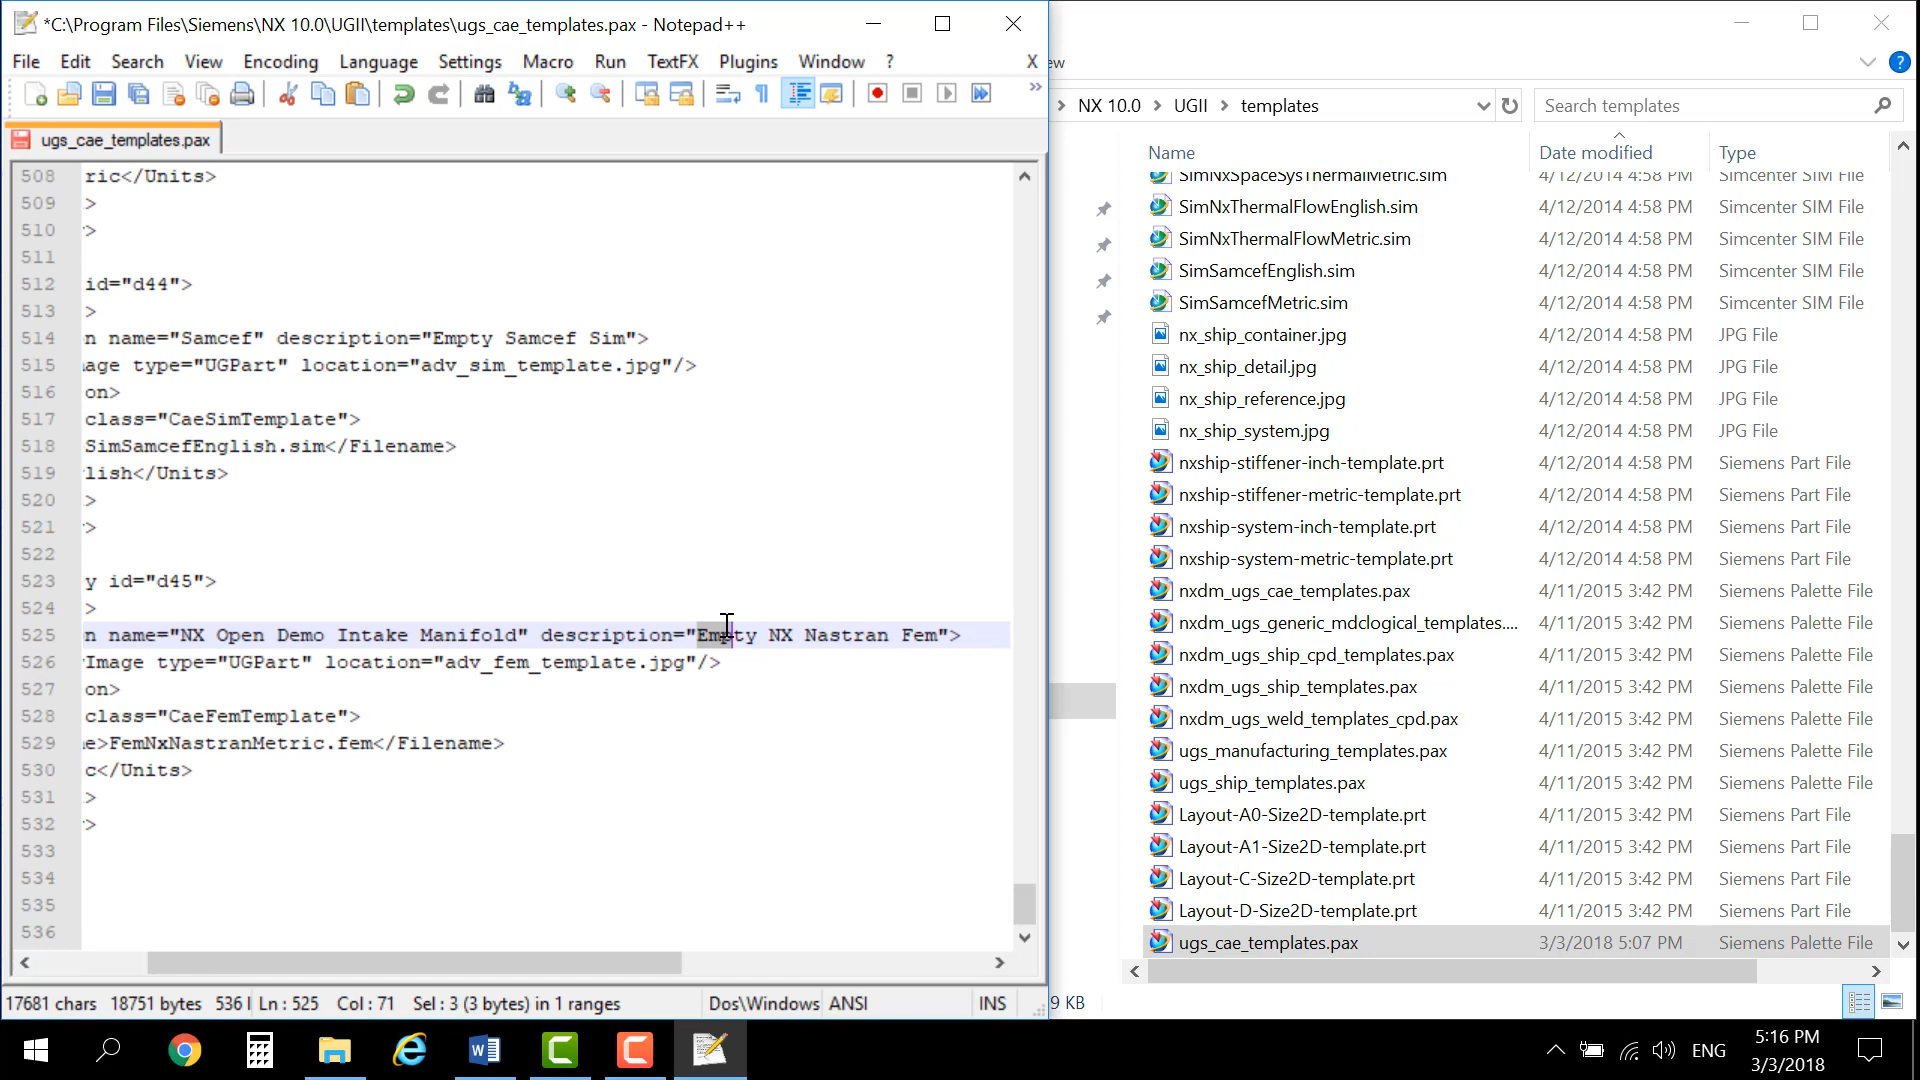 *C:\Program Files\Siemens\NX 10.0\UGII\templates\ugs_cae_templates.pax - Notepad++
File Edit Search View Encoding Language Settings Macro Run TextFX Plugins Window ? X
ugs_cae_templates.pax
508 ric</Units>
509 >
510 >
511
512 id="d44">
513 >
514 n name="Samcef" description="Empty Samcef Sim">
515 age type="UGPart" location="adv_sim_template.jpg"/>
516 on>
517 class="CaeSimTemplate">
518 SimSamcefEnglish.sim</Filename>
519 lish</Units>
520 >
521 >
522
523 y id="d45">
524 >
525 n name="NX Open Demo Intake Manifold" description="Empty NX Nastran Fem">
526 Image type="UGPart" location="adv_fem_template.jpg"/>
527 on>
528 class="CaeFemTemplate">
529 e>FemNxNastranMetric.fem</Filename>
530 c</Units>
531 >
532 >
533
534
535
536
17681 chars 18751 bytes 536 l Ln : 525 Col : 71 Sel : 3 (3 bytes) in 1 ranges Dos\Windows ANSI INS
ew
NX 10.0 > UGII > templates
Search templates
Name Date modified Type
SimNxSpaceSysThermalMetric.sim 4/12/2014 4:58 PM Simcenter SIM File
SimNxThermalFlowEnglish.sim 4/12/2014 4:58 PM Simcenter SIM File
SimNxThermalFlowMetric.sim 4/12/2014 4:58 PM Simcenter SIM File
SimSamcefEnglish.sim 4/12/2014 4:58 PM Simcenter SIM File
SimSamcefMetric.sim 4/12/2014 4:58 PM Simcenter SIM File
nx_ship_container.jpg 4/12/2014 4:58 PM JPG File
nx_ship_detail.jpg 4/12/2014 4:58 PM JPG File
nx_ship_reference.jpg 4/12/2014 4:58 PM JPG File
nx_ship_system.jpg 4/12/2014 4:58 PM JPG File
nxship-stiffener-inch-template.prt 4/12/2014 4:58 PM Siemens Part File
nxship-stiffener-metric-template.prt 4/12/2014 4:58 PM Siemens Part File
nxship-system-inch-template.prt 4/12/2014 4:58 PM Siemens Part File
nxship-system-metric-template.prt 4/12/2014 4:58 PM Siemens Part File
nxdm_ugs_cae_templates.pax 4/11/2015 3:42 PM Siemens Palette File
nxdm_ugs_generic_mdclogical_templates.... 4/11/2015 3:42 PM Siemens Palette File
nxdm_ugs_ship_cpd_templates.pax 4/11/2015 3:42 PM Siemens Palette File
nxdm_ugs_ship_templates.pax 4/11/2015 3:42 PM Siemens Palette File
nxdm_ugs_weld_templates_cpd.pax 4/11/2015 3:42 PM Siemens Palette File
ugs_manufacturing_templates.pax 4/11/2015 3:42 PM Siemens Palette File
ugs_ship_templates.pax 4/11/2015 3:42 PM Siemens Palette File
Layout-A0-Size2D-template.prt 4/11/2015 3:42 PM Siemens Part File
Layout-A1-Size2D-template.prt 4/11/2015 3:42 PM Siemens Part File
Layout-C-Size2D-template.prt 4/11/2015 3:42 PM Siemens Part File
Layout-D-Size2D-template.prt 4/11/2015 3:42 PM Siemens Part File
ugs_cae_templates.pax 3/3/2018 5:07 PM Siemens Palette File
9 KB
ENG
5:16 PM
3/3/2018